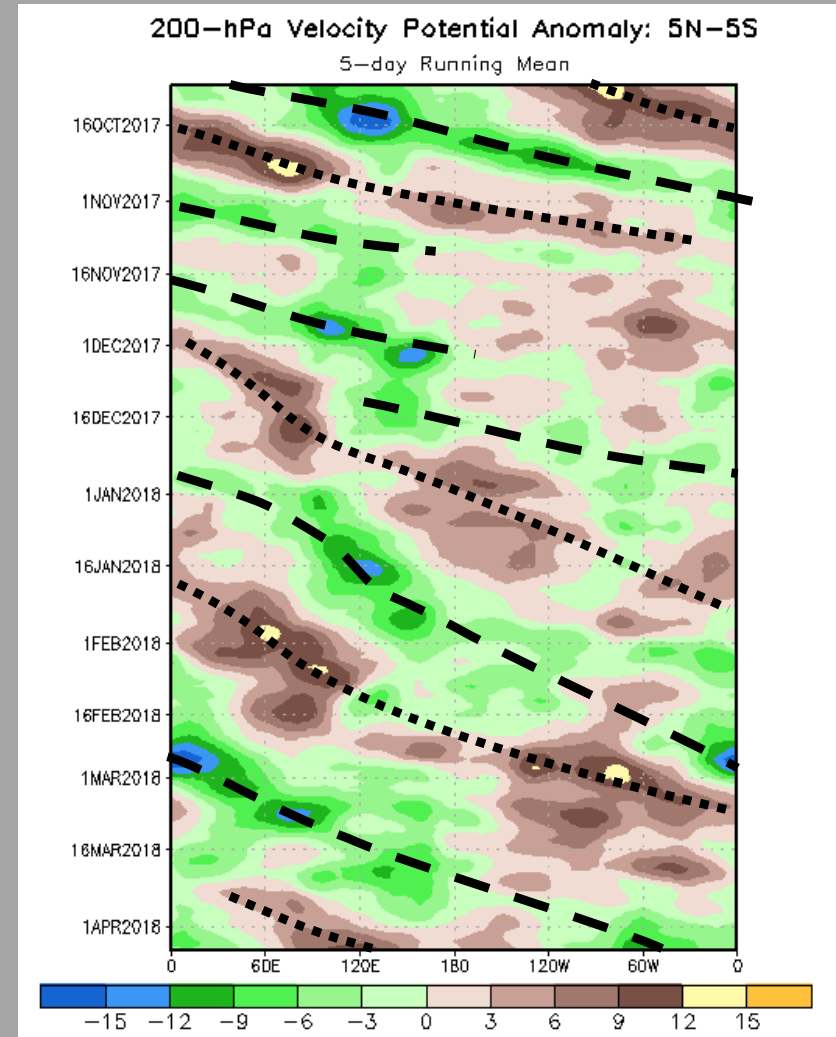 200-hPa Velocity Potential Anomaly: 5N-5S
5-day Running Mean
16OCT2017
1NOV2017
16NOV2017
1DEC2017
16DEC2017
1JAN2018
16JAN2018
1FEB2018
16FEB2018
1MAR2018
16MAR2018
1APR2018
0 60E 120E 180 120W 60W 0
-15 -12 -9 -6 -3 0 3 6 9 12 15